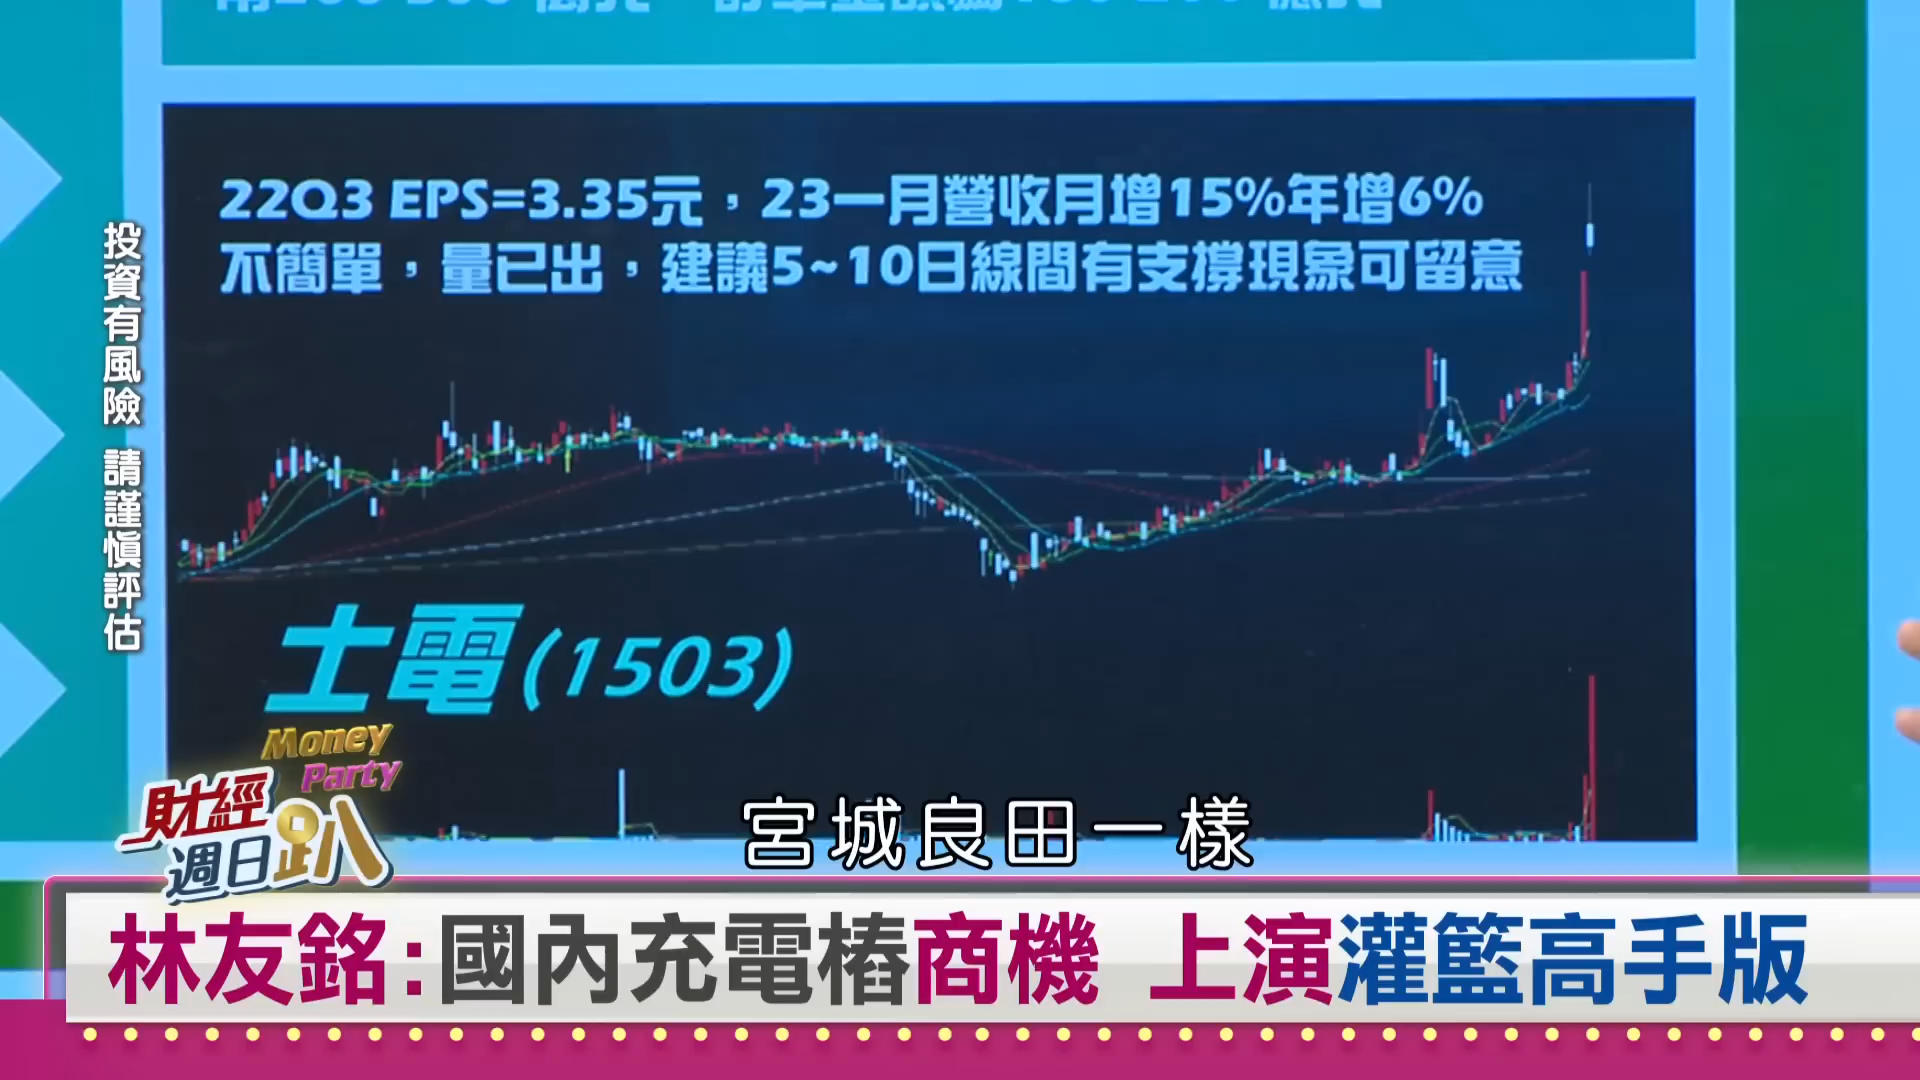 22Q3 EPS=3.35元，23一月營收月增15%年增6%
不簡單，量已出，建議5~10日線間有支撐現象可留意
投資有風險 請謹慎評估
士電(1503)
Money
Party
財經
週日趴
宮城良田一樣
林友銘:國內充電樁商機 上演灌籃高手版